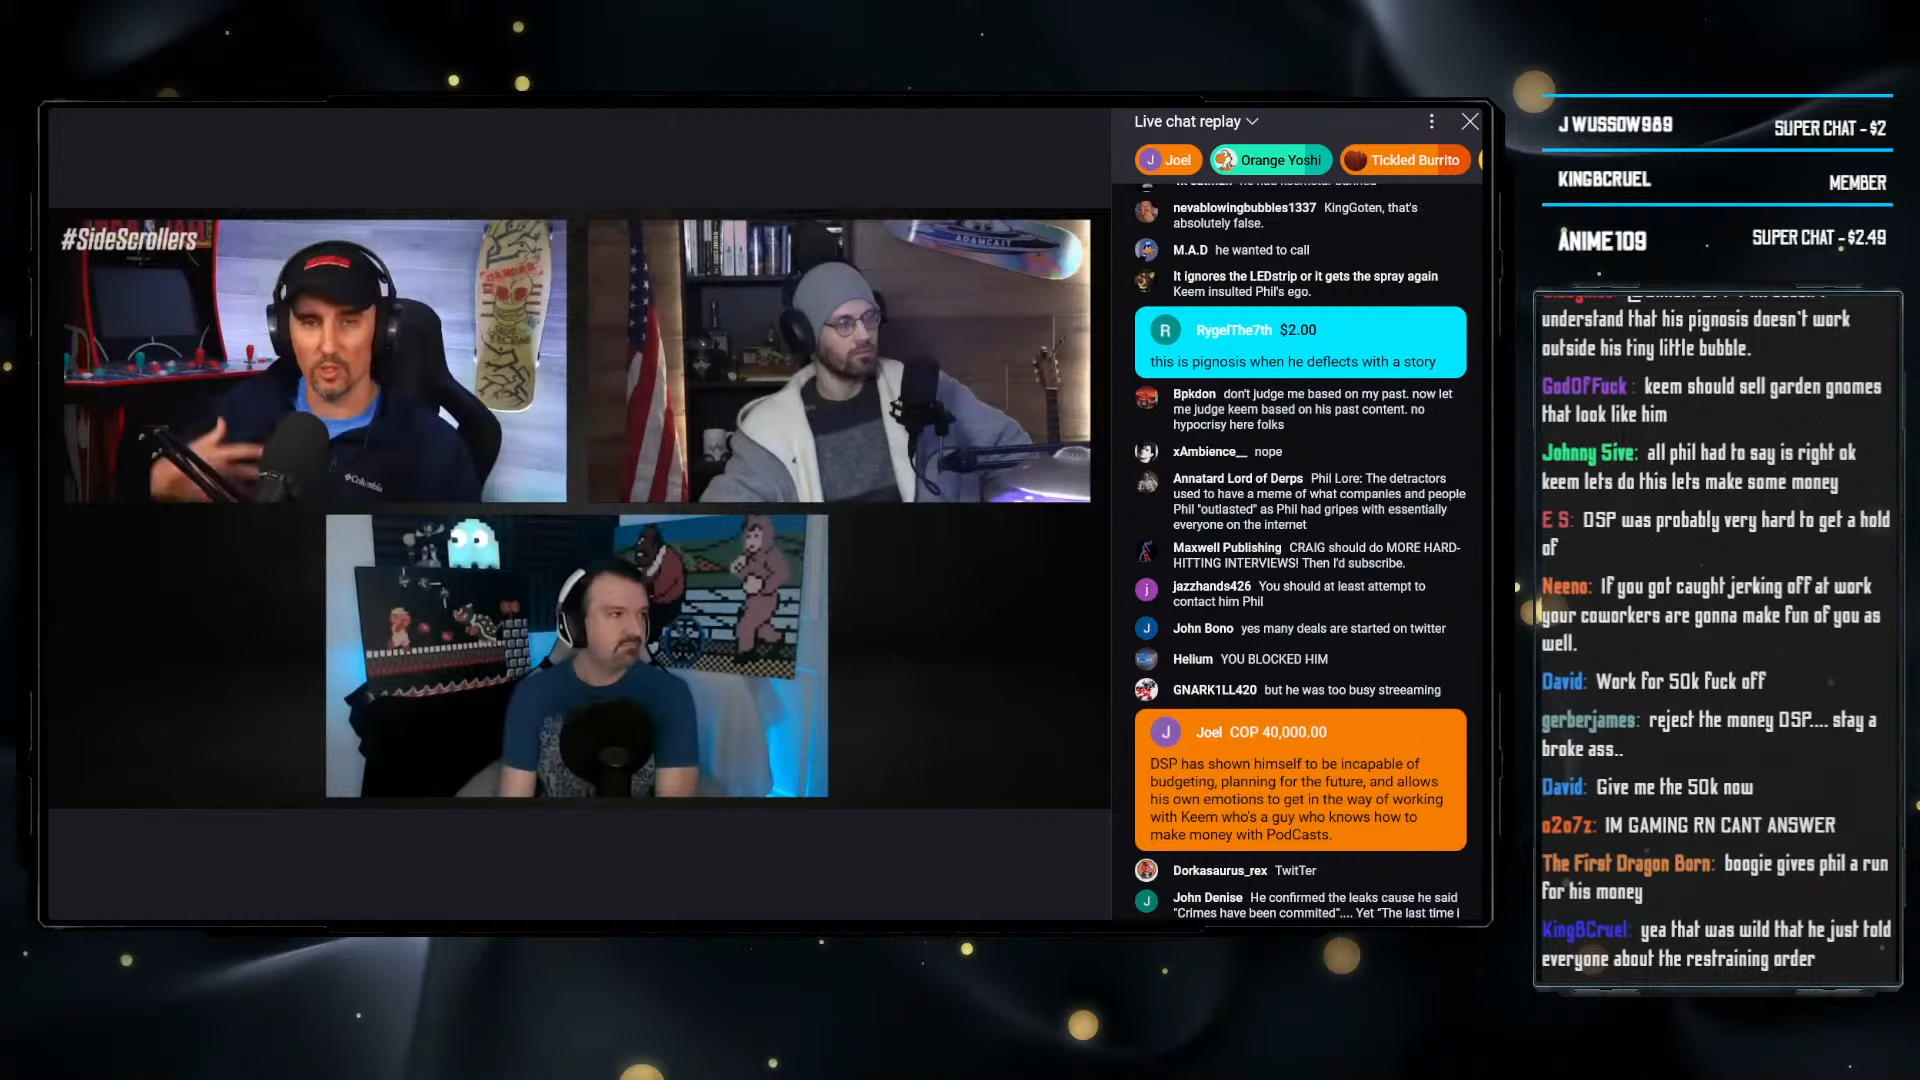 #SideScrollers
ADAMCAIT
Columbia
Live chat replay
J Joel
Orange Yoshi
Tickled Burrito
nevablowingbubbles1337 KingGoten, that's
absolutely false.
M.A.D he wanted to call
It ignores the LEDstrip or it gets the spray again
Keem insulted Phil's ego.
R RygelThe7th $2.00
this is pignosis when he deflects with a story
Bpkdon don't judge me based on my past. now let
me judge keem based on his past content. no
hypocrisy here folks
xAmbience__ nope
Annatard Lord of Derps Phil Lore: The detractors
used to have a meme of what companies and people
Phil "outlasted" as Phil had gripes with essentially
everyone on the internet
Maxwell Publishing CRAIG should do MORE HARD-
HITTING INTERVIEWS! Then I'd subscribe.
j jazzhands426 You should at least attempt to
contact him Phil
J John Bono yes many deals are started on twitter
Helium YOU BLOCKED HIM
GNARK1LL420 but he was too busy streeaming
J Joel COP 40,000.00
DSP has shown himself to be incapable of
budgeting, planning for the future, and allows
his own emotions to get in the way of working
with Keem who's a guy who knows how to
make money with PodCasts.
Dorkasaurus_rex TwitTer
J John Denise He confirmed the leaks cause he said
"Crimes have been commited".... Yet "The last time i
J WUSSOW989 SUPER CHAT - $2
KINGBCRUEL MEMBER
ANIME109 SUPER CHAT - $2.49
understand that his pignosis doesn't work
outside his tiny little bubble.
GodOfFuck : keem should sell garden gnomes
that look like him
Johnny 5ive: all phil had to say is right ok
keem lets do this lets make some money
E S: DSP was probably very hard to get a hold
of
Neeno: If you got caught jerking off at work
your coworkers are gonna make fun of you as
well.
David: Work for 50k fuck off
gerberjames: reject the money DSP.... stay a
broke ass..
David: Give me the 50k now
o2o7z: IM GAMING RN CANT ANSWER
The First Dragon Born: boogie gives phil a run
for his money
KingBCruel: yea that was wild that he just told
everyone about the restraining order